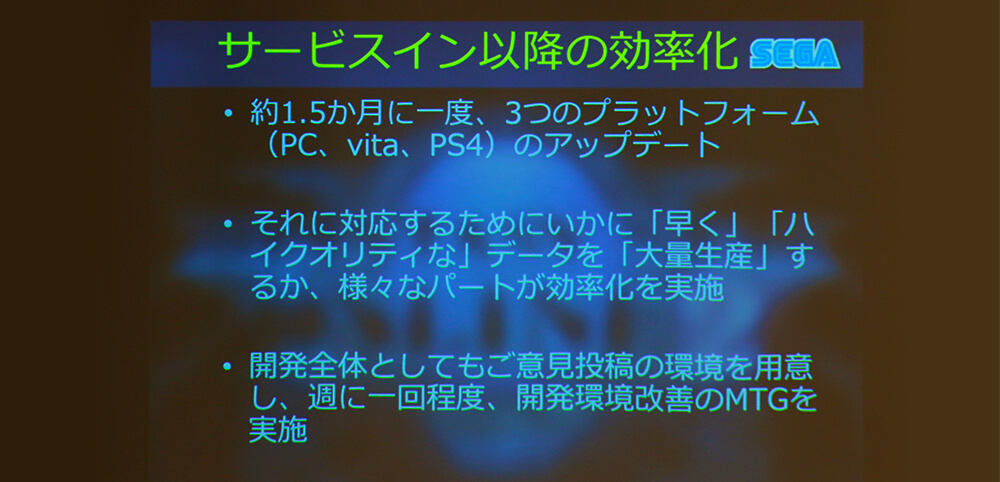 サービスイン以降の効率化 SEGA
• 約1.5か月に一度、3つのプラットフォーム
（PC、vita、PS4）のアップデート
• それに対応するためにいかに「早く」「ハ
イクオリティな」データを「大量生産」す
るか、様々なパートが効率化を実施
• 開発全体としてもご意見投稿の環境を用意
し、週に一回程度、開発環境改善のMTGを
実施